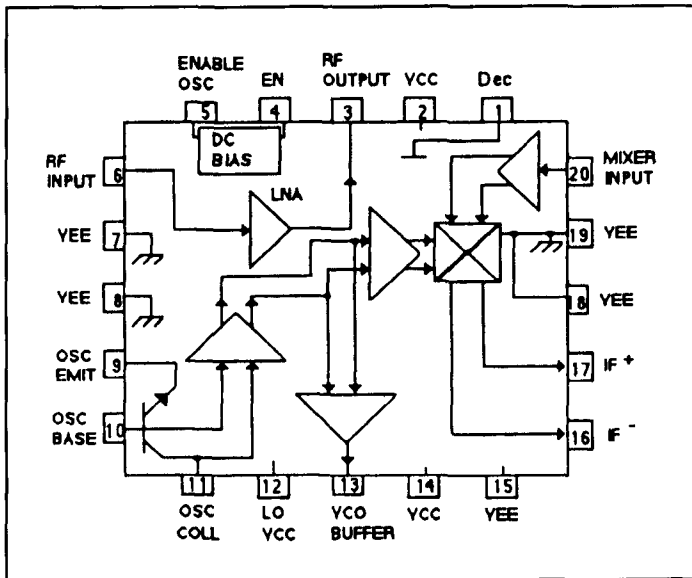 ENABLE
OSC
EN
RF
OUTPUT
VCC
Dec
5
4
3
2
1
DC
BIAS
RF
INPUT
6
LNA
20
MIXER
INPUT
VEE
7
19
VEE
VEE
8
18
VEE
OSC
EMIT
9
17
IF +
OSC
BASE
10
16
IF -
11
12
13
14
15
OSC
COLL
LO
VCC
VCO
BUFFER
VCC
VEE